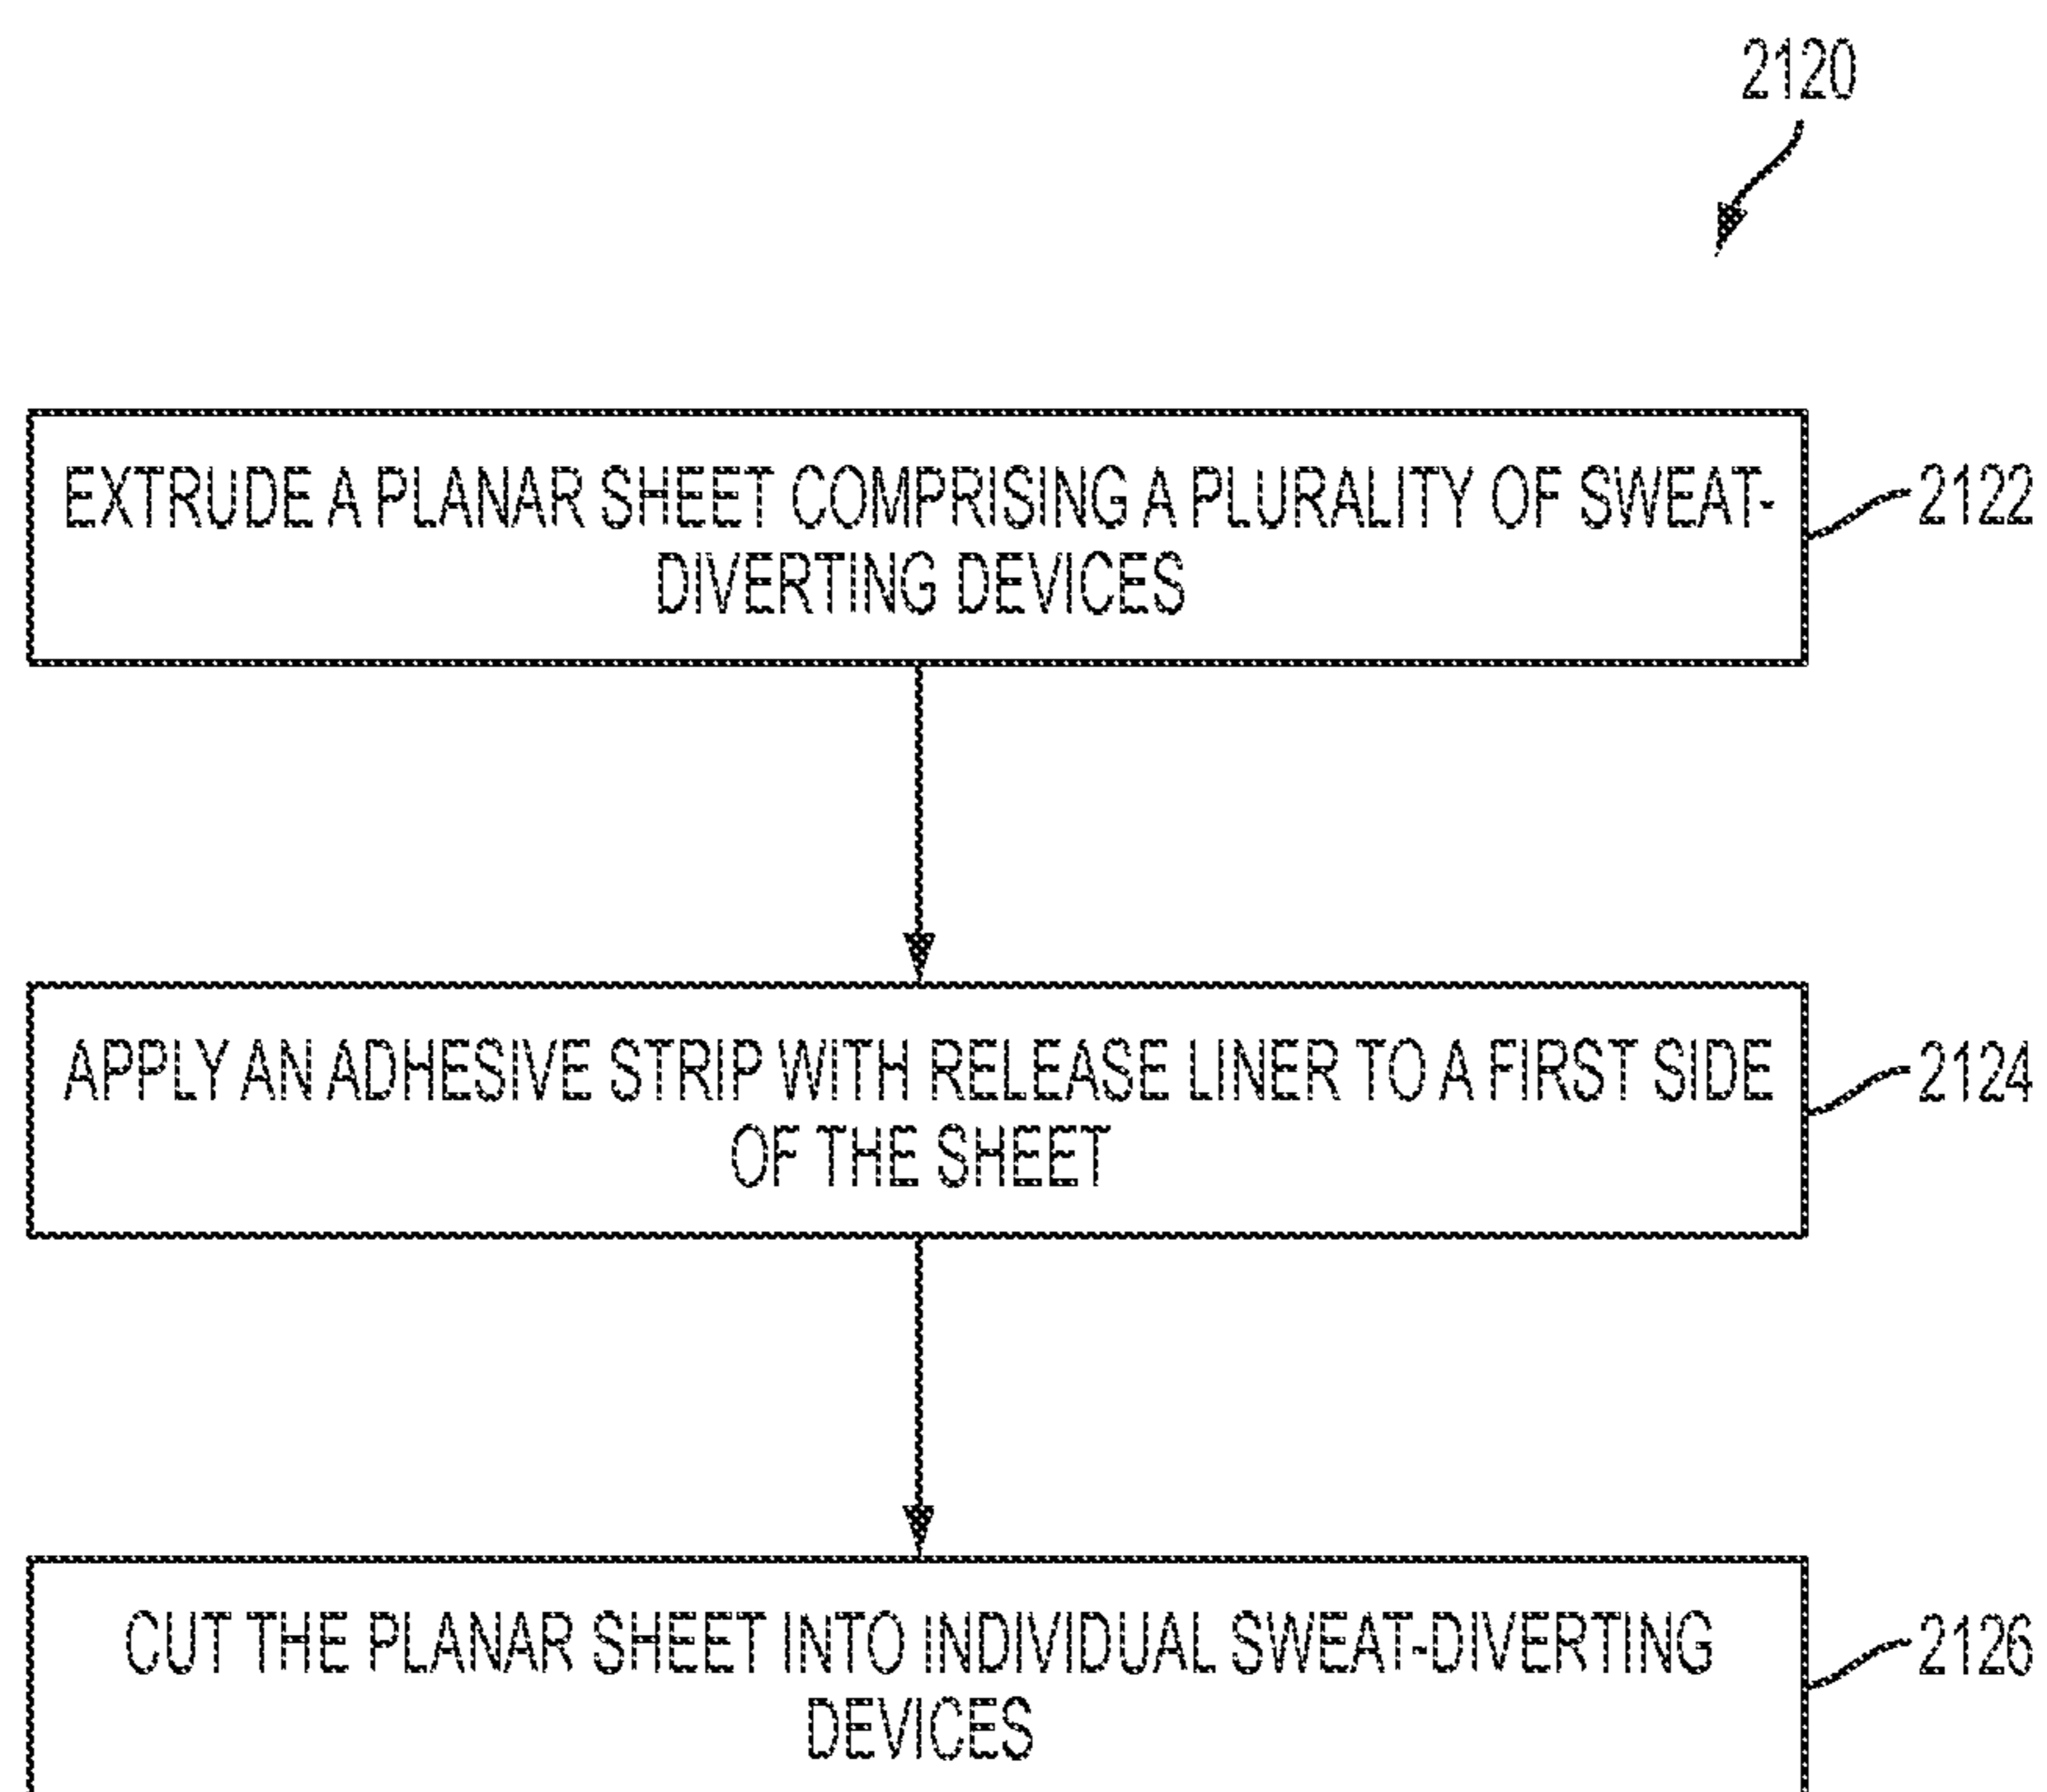 2120
EXTRUDE A PLANAR SHEET COMPRISING A PLURALITY OF SWEAT-
DIVERTING DEVICES
2122
APPLY AN ADHESIVE STRIP WITH RELEASE LINER TO A FIRST SIDE
OF THE SHEET
2124
CUT THE PLANAR SHEET INTO INDIVIDUAL SWEAT-DIVERTING
DEVICES
2126